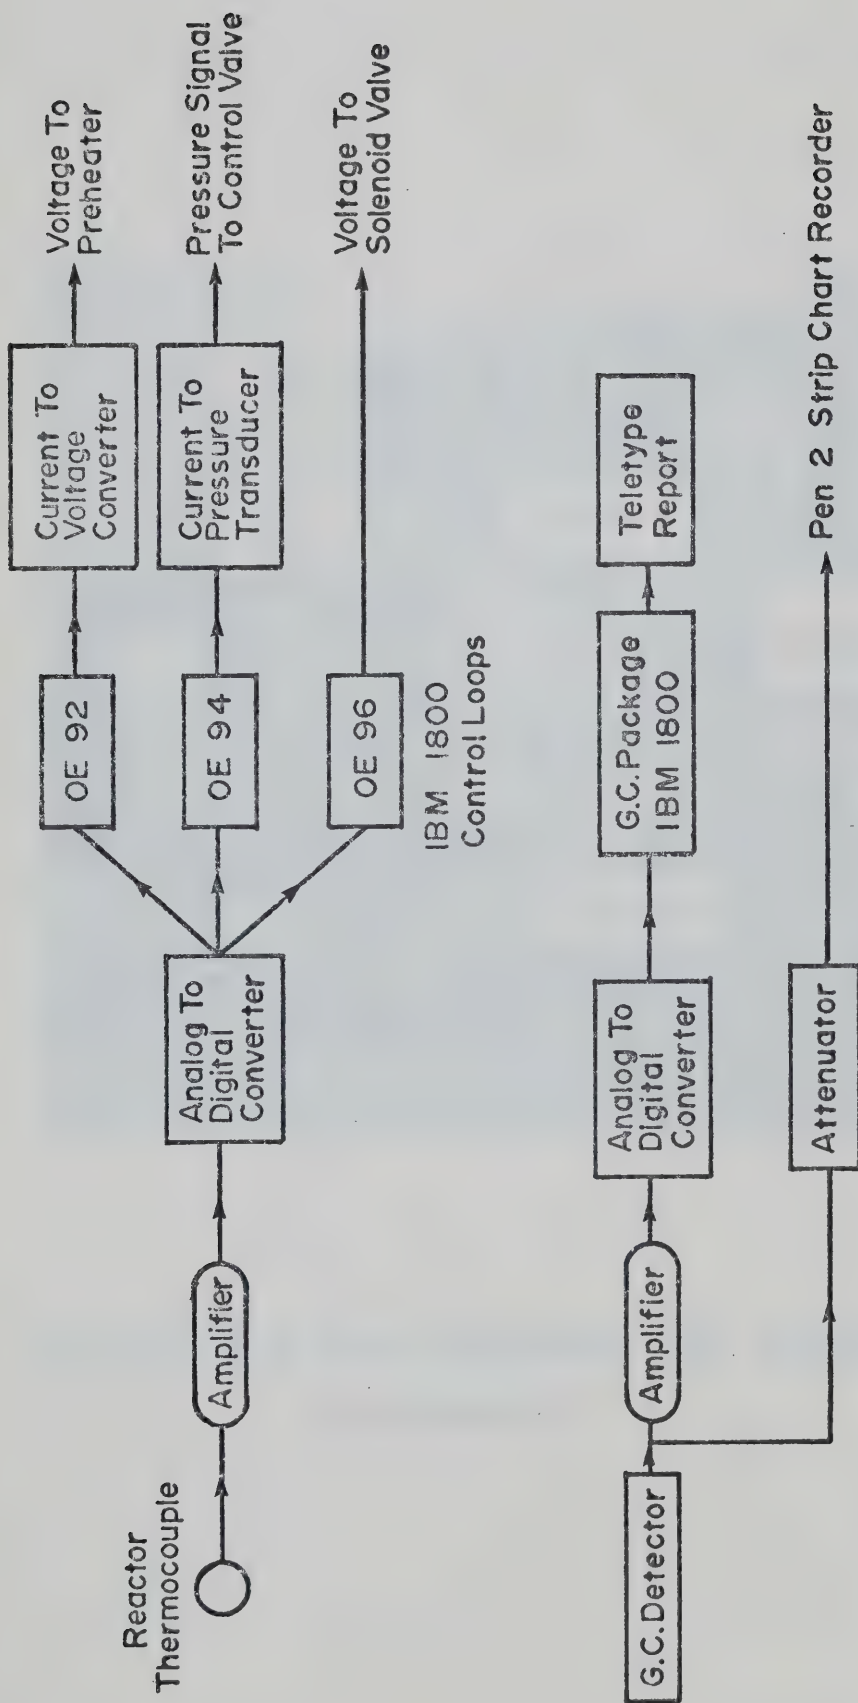 Reactor
Thermocouple
Amplifier
Analog To
Digital
Converter
OE 92
OE 94
OE 96
IBM 1800
Control Loops
Current To
Voltage
Converter
Current To
Pressure
Transducer
Voltage To
Preheater
Pressure Signal
To Control Valve
Voltage To
Solenoid Valve
G.C.Detector
Amplifier
Analog To
Digital
Converter
G.C.Package
IBM 1800
Teletype
Report
Attenuator
Pen 2 Strip Chart Recorder